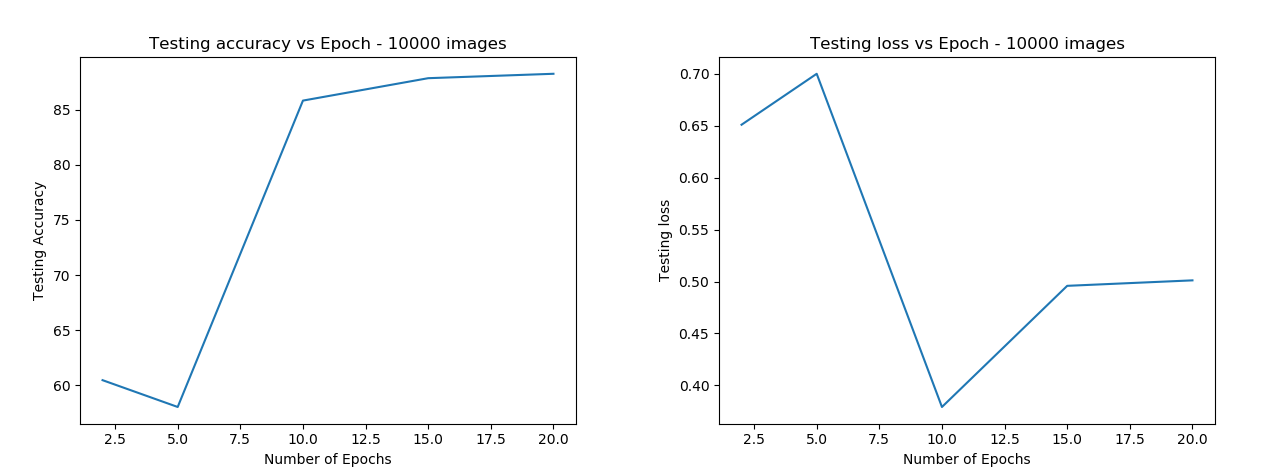 Testing accuracy vs Epoch - 10000 images
85
80
75
70
65
60
Testing Accuracy
2.5 5.0 7.5 10.0 12.5 15.0 17.5 20.0
Number of Epochs
Testing loss vs Epoch - 10000 images
0.70
0.65
0.60
0.55
0.50
0.45
0.40
Testing loss
2.5 5.0 7.5 10.0 12.5 15.0 17.5 20.0
Number of Epochs